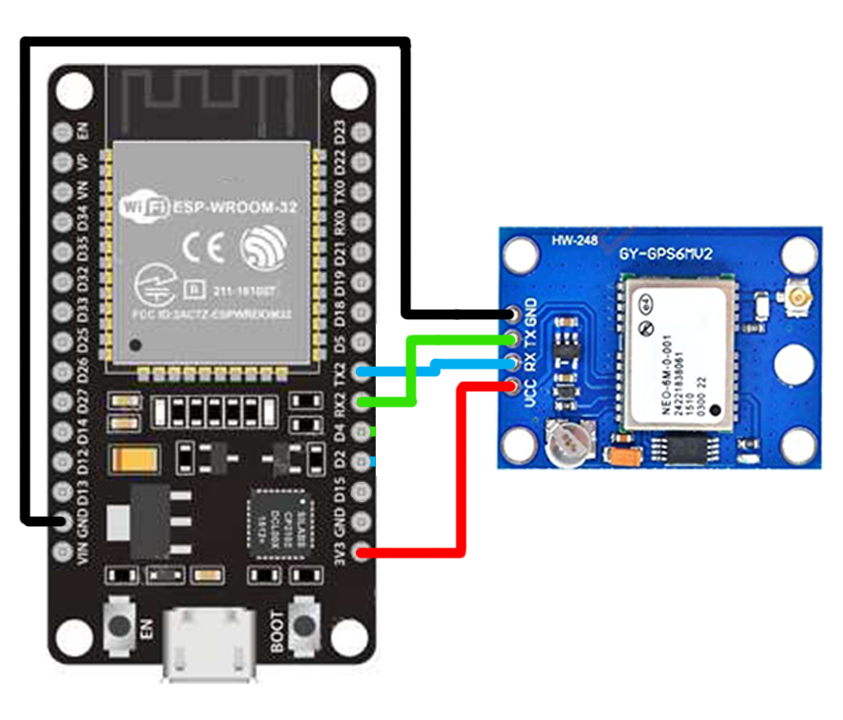 EN
VP
VN
D34
D35
D32
D33
D25
D26
D27
D14
D12
D13
GND
VIN
Wi Fi ESP-WROOM-32
CE
R 211-161007
FCC ID:2ACTZ-ESPWROOM32
D23
D22
TX0
RX0
D21
D19
D18
D5
TX2
RX2
D4
D2
D15
GND
3V3
SILABS
CP2102
EN
BOOT
HW-248
GY-GPS6MV2
GND
TX
RX
VCC
NEO-6M-0-001
24221838061
1510
0300 22